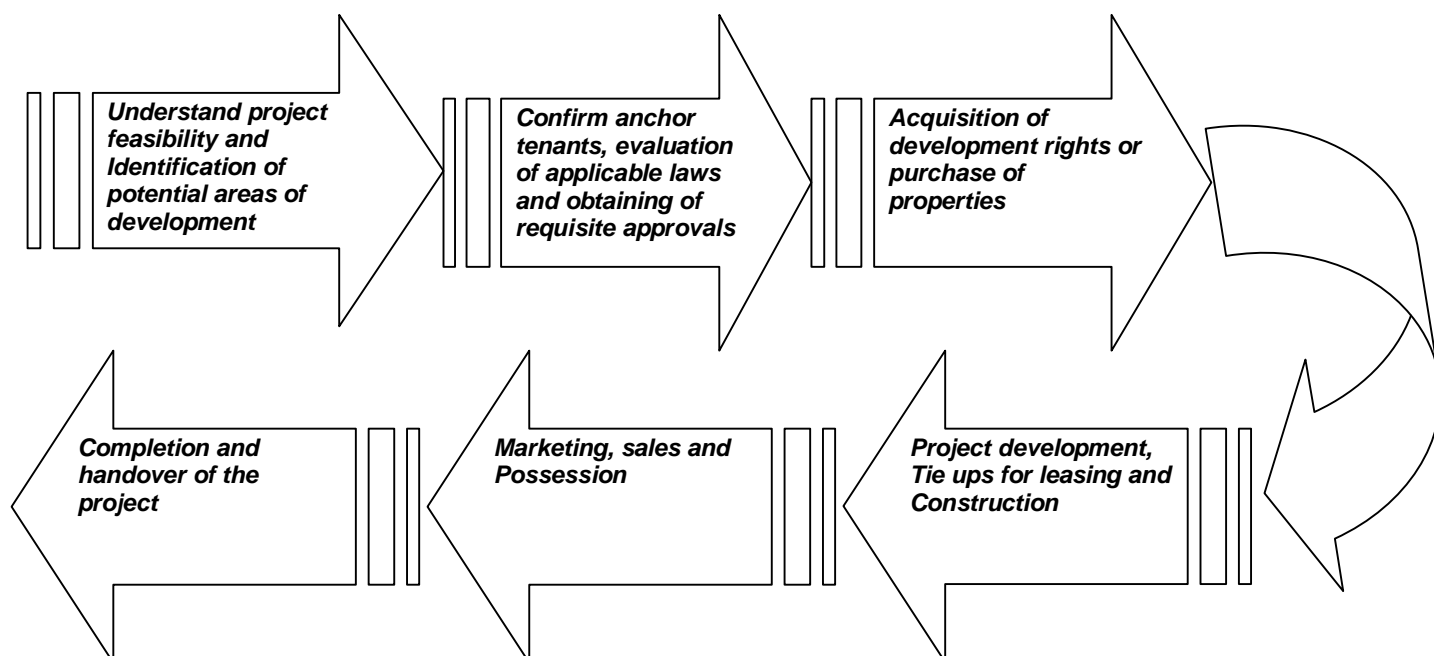 Understand project
feasibility and
Identification of
potential areas of
development
Confirm anchor
tenants, evaluation
of applicable laws
and obtaining of
requisite approvals
Acquisition of
development rights or
purchase of
properties
Project development,
Tie ups for leasing and
Construction
Marketing, sales and
Possession
Completion and
handover of the
project